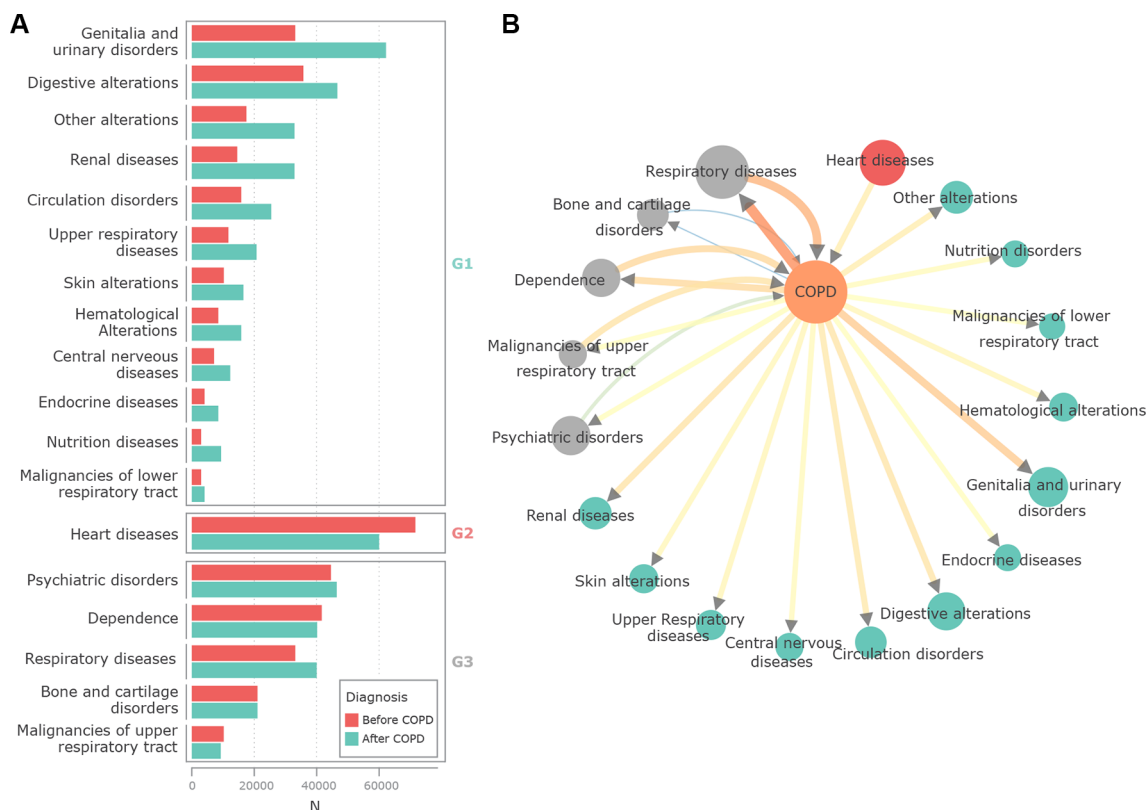 A
Genitalia and
urinary disorders
Digestive alterations
Other alterations
Renal diseases
Circulation disorders
Upper respiratory
diseases
Skin alterations
Hematological
Alterations
Central nervous
diseases
Endocrine diseases
Nutrition diseases
Malignancies of lower
respiratory tract
G1
Heart diseases
G2
Psychiatric disorders
Dependence
Respiratory diseases
Bone and cartilage
disorders
Malignancies of upper
respiratory tract
G3
Diagnosis
Before COPD
After COPD
0
20000
40000
60000
N
B
Heart diseases
Respiratory diseases
Other alterations
Bone and cartilage
disorders
Nutrition disorders
Dependence
COPD
Malignancies of lower
respiratory tract
Malignancies of upper
respiratory tract
Hematological alterations
Psychiatric disorders
Genitalia and urinary
disorders
Renal diseases
Endocrine diseases
Skin alterations
Digestive alterations
Upper Respiratory
diseases
Central nervous
diseases
Circulation disorders